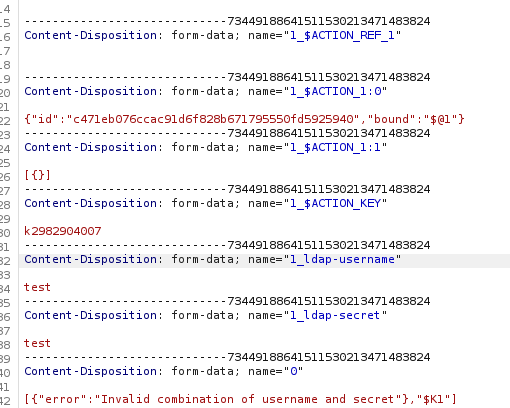 14
15 -----------------------------7344918864151153021347148​3824
16 Content-Disposition: form-data; name="1_$ACTION_REF_1"
17
18
19 -----------------------------73449188641511530213471483824
20 Content-Disposition: form-data; name="1_$ACTION_1:0"
21
22 {"id":"c471eb076ccac91d6f828b671795550fd5925940","bound":"$@1"}
23 -----------------------------73449188641511530213471483824
24 Content-Disposition: form-data; name="1_$ACTION_1:1"
25
26 [{}]
27 -----------------------------73449188641511530213471483824
28 Content-Disposition: form-data; name="1_$ACTION_KEY"
29
30 k2982904007
31 -----------------------------73449188641511530213471483824
32 Content-Disposition: form-data; name="1_ldap-username"
33
34 test
35 -----------------------------73449188641511530213471483824
36 Content-Disposition: form-data; name="1_ldap-secret"
37
38 test
39 -----------------------------73449188641511530213471483824
40 Content-Disposition: form-data; name="0"
41
42 [{"error":"Invalid combination of username and secret"},"$K1"]